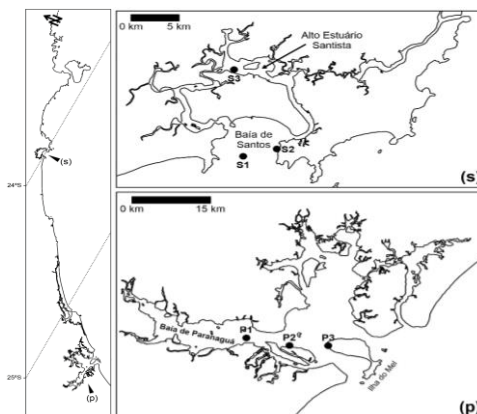 0 km 5 km
Alto Estuário
Santista
S3
Baía de
Santos
S2
S1
(s)
(s)
24°S
0 km 15 km
Baía de Paranaguá
P1
P2
P3
Ilha do Mel
25°S
(p)
(p)